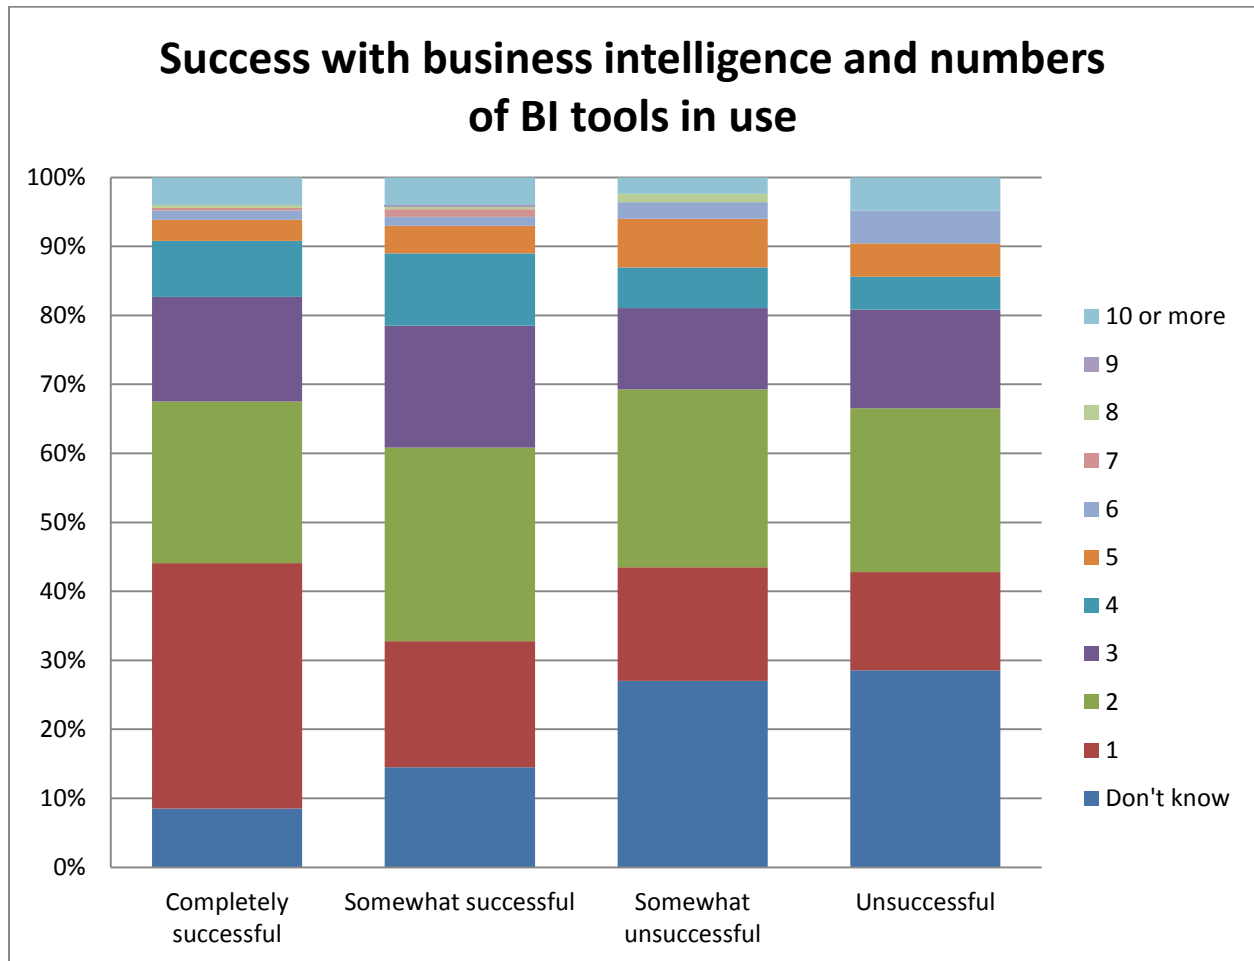 Success with business intelligence and numbers
of BI tools in use
100%
90%
80%
70%
60%
50%
40%
30%
20%
10%
0%
Completely
successful
Somewhat successful
Somewhat
unsuccessful
Unsuccessful
10 or more
9
8
7
6
5
4
3
2
1
Don't know